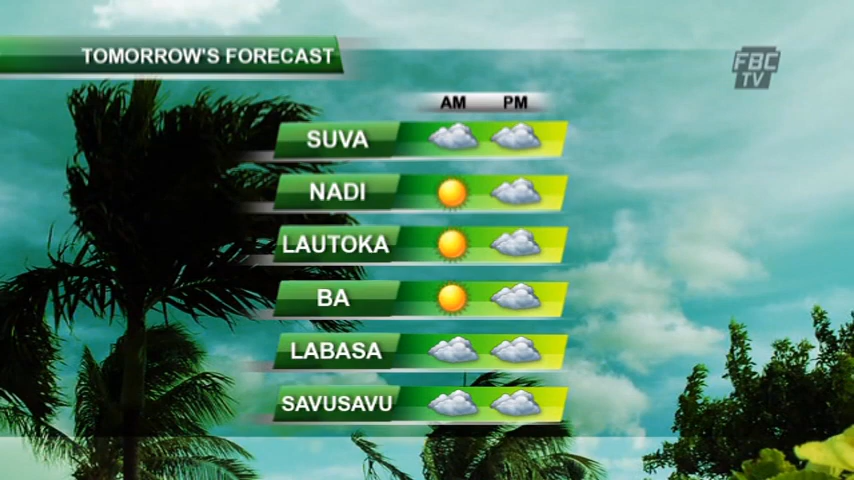 TOMORROW'S FORECAST
FBC
TV
AM PM
SUVA
NADI
LAUTOKA
BA
LABASA
SAVUSAVU